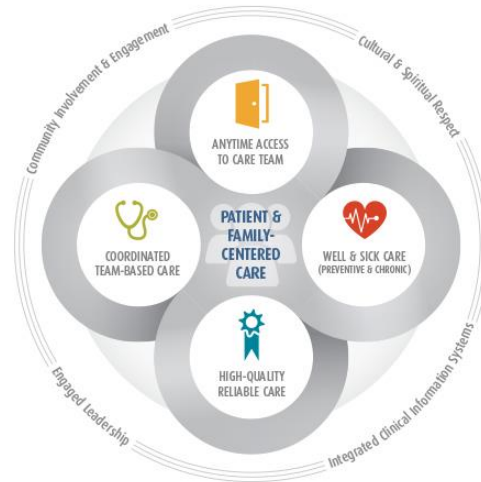 Community Involvement & Engagement
Cultural & Spiritual Respect
ANYTIME ACCESS
TO CARE TEAM
COORDINATED
TEAM-BASED CARE
PATIENT &
FAMILY-
CENTERED
CARE
WELL & SICK CARE
(PREVENTIVE & CHRONIC)
HIGH-QUALITY
RELIABLE CARE
Engaged Leadership
Integrated Clinical Information Systems